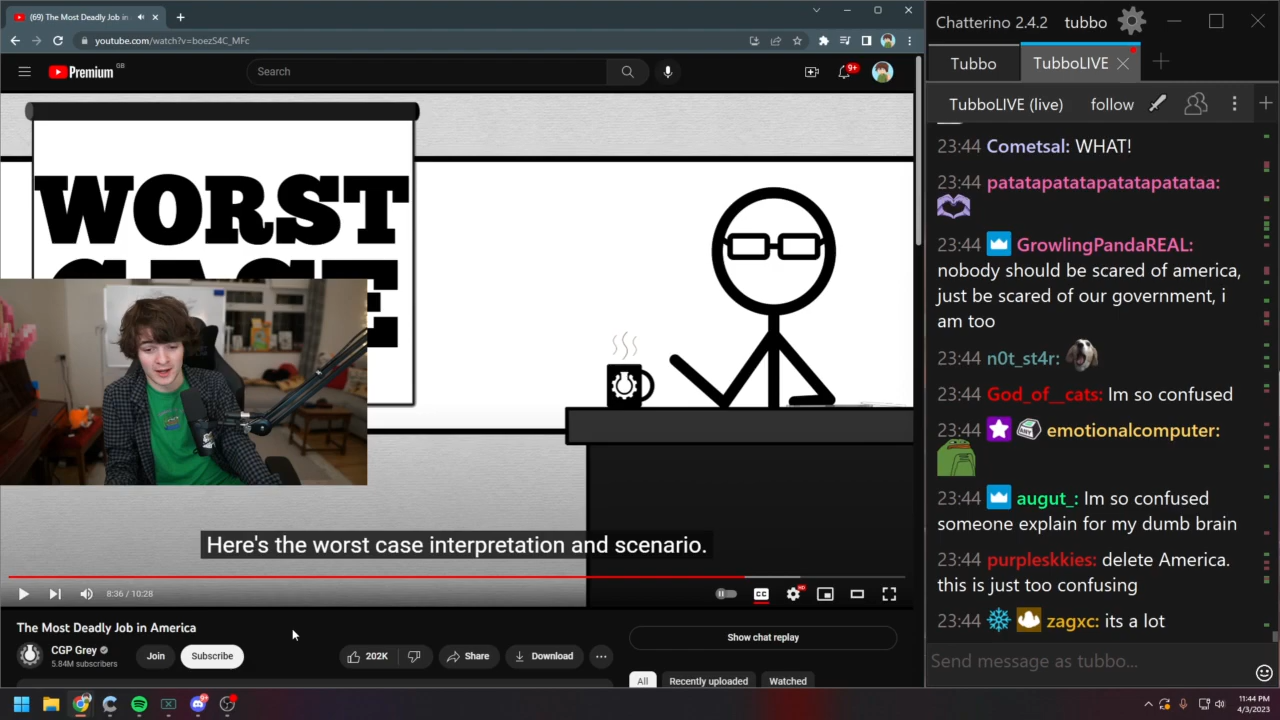 (69) The Most Deadly Job in
youtube.com/watch?v=boezS4C_MFc
Premium
GB
Search
9+
WORST
Here's the worst case interpretation and scenario.
8:36 / 10:28
CC
HD
The Most Deadly Job in America
CGP Grey
5.84M subscribers
Join
Subscribe
202K
Share
Download
Show chat replay
All
Recently uploaded
Watched
Chatterino 2.4.2
tubbo
Tubbo
TubboLIVE
TubboLIVE (live)
follow
23:44 Cometsal: WHAT!
23:44 patatapatatapatatapatataa:
23:44 GrowlingPandaREAL:
nobody should be scared of america,
just be scared of our government, i
am too
23:44 n0t_st4r:
23:44 God_of__cats: Im so confused
23:44 emotionalcomputer:
23:44 augut_: Im so confused
someone explain for my dumb brain
23:44 purpleskkies: delete America.
this is just too confusing
23:44 zagxc: its a lot
Send message as tubbo...
11:44 PM
4/3/2023